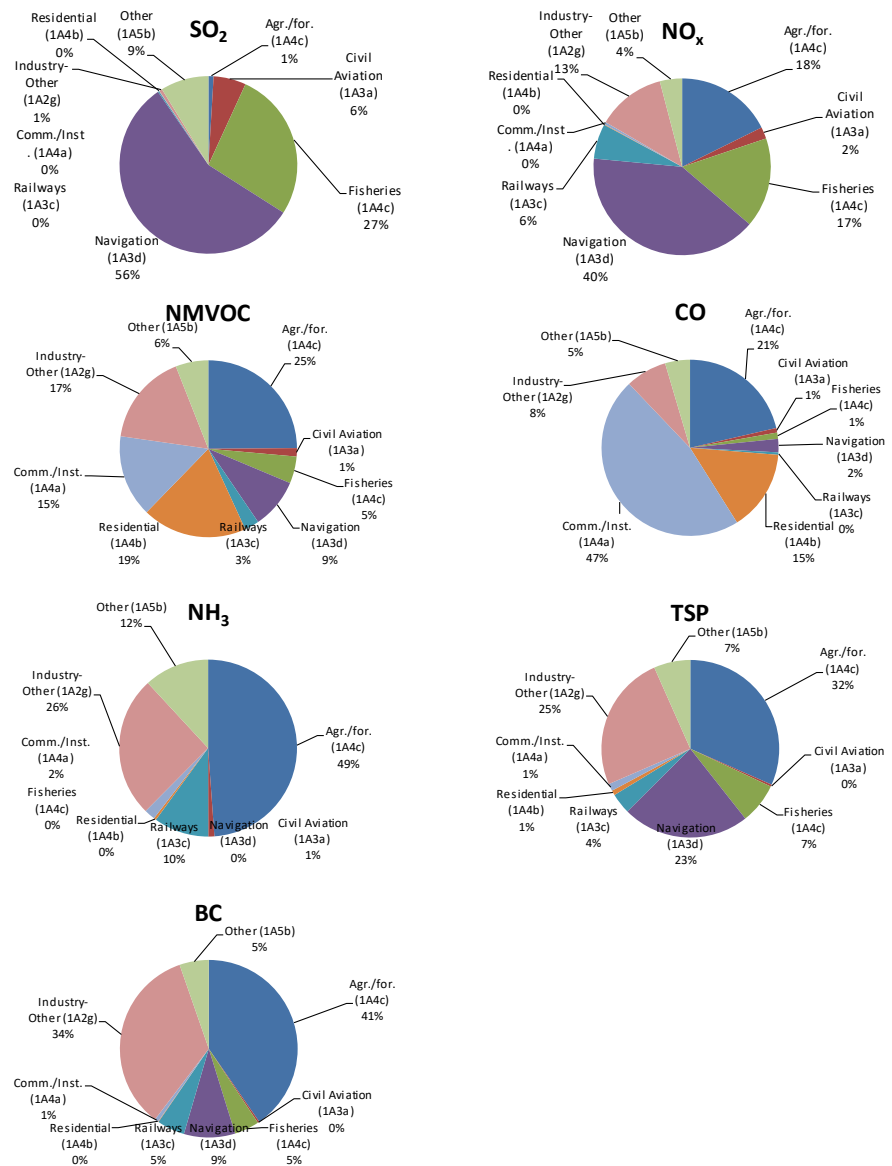 SO2
Residential
(1A4b)
0%
Other
(1A5b)
9%
Agr./for.
(1A4c)
1%
Civil
Aviation
(1A3a)
6%
Industry-
Other
(1A2g)
1%
Comm./Inst
. (1A4a)
0%
Railways
(1A3c)
0%
Fisheries
(1A4c)
27%
Navigation
(1A3d)
56%
NOx
Industry-
Other
(1A2g)
13%
Other
(1A5b)
4%
Agr./for.
(1A4c)
18%
Residential
(1A4b)
0%
Civil
Aviation
(1A3a)
2%
Comm./Inst
. (1A4a)
0%
Railways
(1A3c)
6%
Fisheries
(1A4c)
17%
Navigation
(1A3d)
40%
NMVOC
Other (1A5b)
6%
Agr./for.
(1A4c)
25%
Industry-
Other (1A2g)
17%
Civil Aviation
(1A3a)
1%
Comm./Inst.
(1A4a)
15%
Fisheries
(1A4c)
5%
Residential
(1A4b)
19%
Railways
(1A3c)
3%
Navigation
(1A3d)
9%
CO
Other (1A5b)
5%
Agr./for.
(1A4c)
21%
Industry-
Other (1A2g)
8%
Civil Aviation
(1A3a)
1%
Fisheries
(1A4c)
1%
Navigation
(1A3d)
2%
Railways
(1A3c)
0%
Comm./Inst.
(1A4a)
47%
Residential
(1A4b)
15%
NH3
Other (1A5b)
12%
Industry-
Other (1A2g)
26%
Agr./for.
(1A4c)
49%
Comm./Inst.
(1A4a)
2%
Fisheries
(1A4c)
0%
Residential
(1A4b)
0%
Railways
(1A3c)
10%
Navigation
(1A3d)
0%
Civil Aviation
(1A3a)
1%
TSP
Other (1A5b)
7%
Agr./for.
(1A4c)
32%
Industry-
Other (1A2g)
25%
Comm./Inst.
(1A4a)
1%
Civil Aviation
(1A3a)
0%
Residential
(1A4b)
1%
Railways
(1A3c)
4%
Navigation
(1A3d)
23%
Fisheries
(1A4c)
7%
BC
Other (1A5b)
5%
Agr./for.
(1A4c)
41%
Industry-
Other (1A2g)
34%
Comm./Inst.
(1A4a)
1%
Civil Aviation
(1A3a)
0%
Residential
(1A4b)
0%
Railways
(1A3c)
5%
Navigation
(1A3d)
9%
Fisheries
(1A4c)
5%